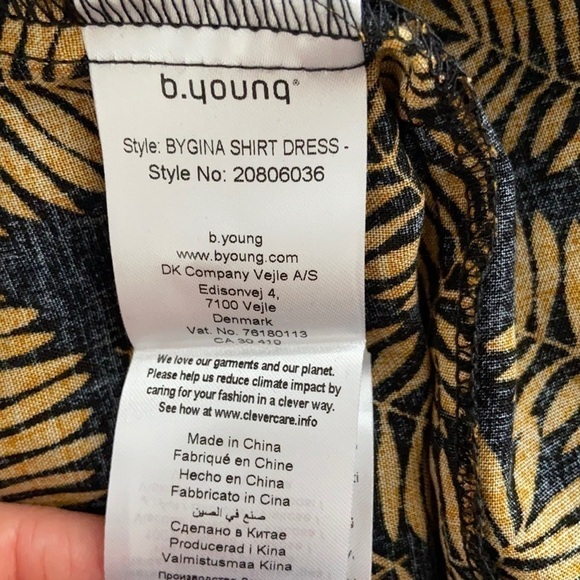 b.young®
Style: BYGINA SHIRT DRESS -
Style No: 20806036
b.young
www.byoung.com
DK Company Vejle A/S
Edisonvej 4,
7100 Vejle
Denmark
Vat. No. 76180113
CA 30 410
We love our garments and our planet.
Please help us reduce climate impact by
caring for your fashion in a clever way.
See how at www.clevercare.info
Made in China
Fabriqué en Chine
Hecho en China
Fabbricato in Cina
صنع في الصين
Сделано в Китае
Producerad i Kina
Valmistusmaa Kiina